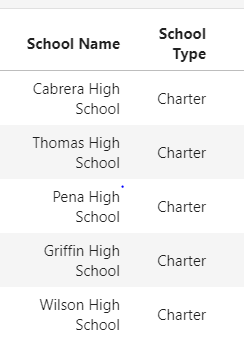 School Name School Type
Cabrera High School Charter
Thomas High School Charter
Pena High School Charter
Griffin High School Charter
Wilson High School Charter